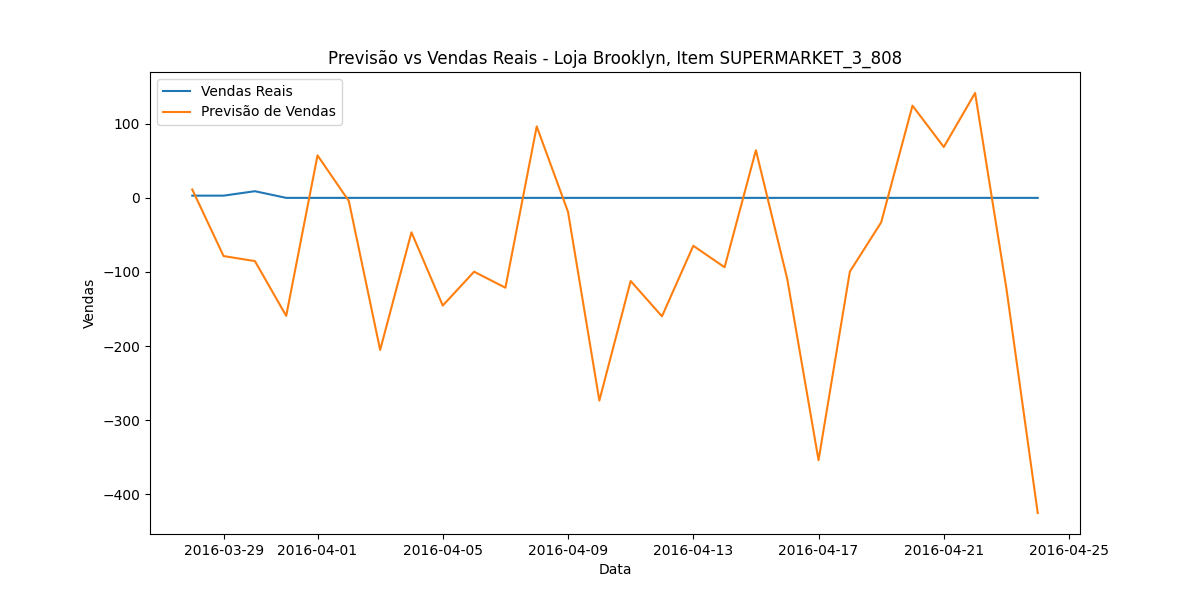 Previsão vs Vendas Reais - Loja Brooklyn, Item SUPERMARKET_3_808
Vendas Reais
Previsão de Vendas
100
0
−100
−200
−300
−400
Vendas
2016-03-29 2016-04-01 2016-04-05 2016-04-09 2016-04-13 2016-04-17 2016-04-21 2016-04-25
Data